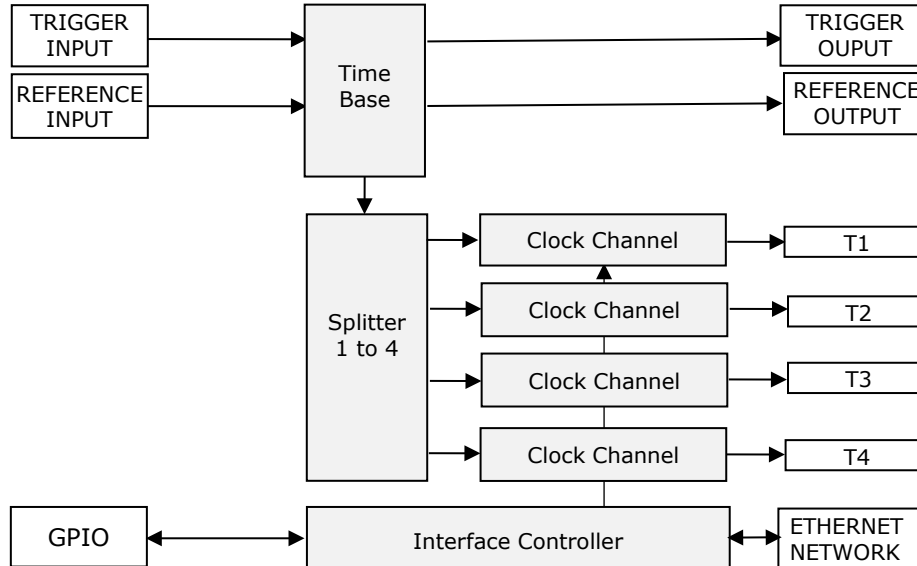 TRIGGER
INPUT
REFERENCE
INPUT
Time
Base
TRIGGER
OUPUT
REFERENCE
OUTPUT
Splitter
1 to 4
Clock Channel
T1
Clock Channel
T2
Clock Channel
T3
Clock Channel
T4
GPIO
Interface Controller
ETHERNET
NETWORK